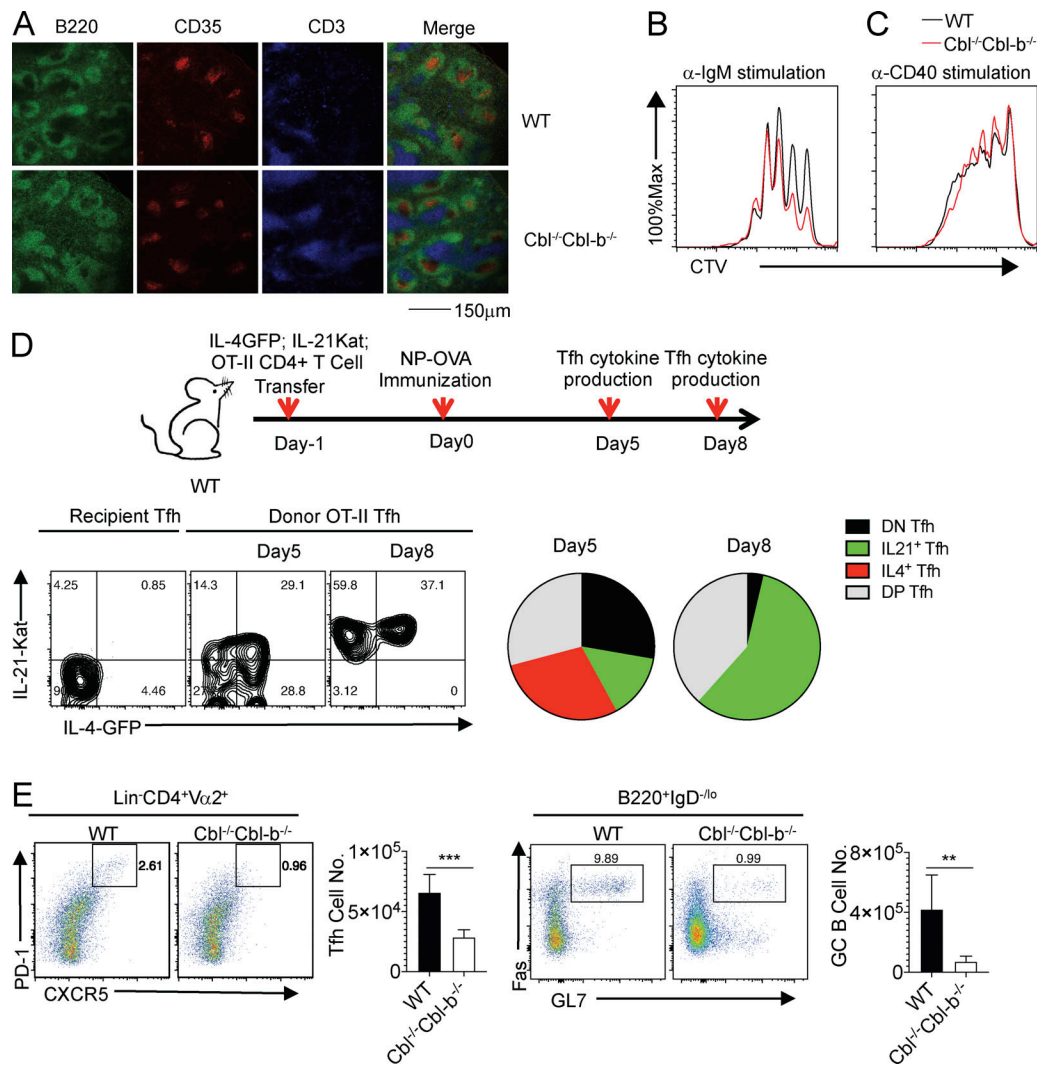 A
B220 CD35 CD3 Merge
WT
Cbl-/-Cbl-b-/-
150μm
B
C
WT
Cbl-/-Cbl-b-/-
α-IgM stimulation
α-CD40 stimulation
100%Max
CTV
D
IL-4GFP; IL-21Kat;
OT-II CD4+ T Cell
Transfer
NP-OVA
Immunization
Tfh cytokine
production
Tfh cytokine
production
Day-1
Day0
Day5
Day8
WT
Recipient Tfh
Donor OT-II Tfh
Day5
Day8
4.25 0.85
14.3 29.1
59.8 37.1
4.46
28.8
3.12 0
IL-21-Kat
IL-4-GFP
Day5
Day8
DN Tfh
IL21+ Tfh
IL4+ Tfh
DP Tfh
E
Lin-CD4+Vα2+
WT
Cbl-/-Cbl-b-/-
2.61
0.96
PD-1
CXCR5
Tfh Cell No.
1×10^5
5×10^4
0
***
WT
Cbl-/-Cbl-b-/-
B220+IgD-/lo
WT
Cbl-/-Cbl-b-/-
9.89
0.99
Fas
GL7
GC B Cell No.
8×10^5
4×10^5
0
**
WT
Cbl-/-Cbl-b-/-